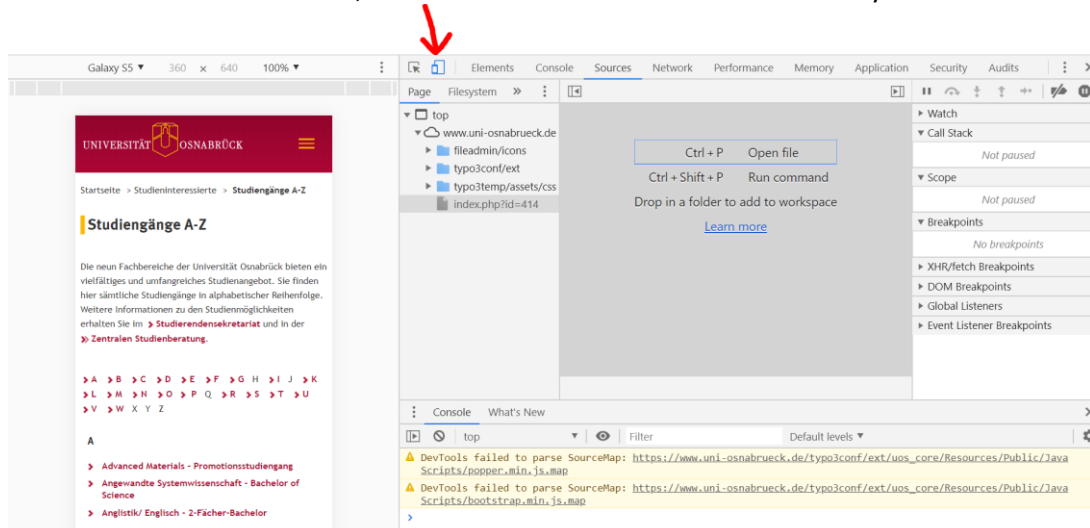 Galaxy S5 ▼ 360 × 640 100% ▼
Elements Console Sources Network Performance Memory Application Security Audits
Page Filesystem »
top
www.uni-osnabrueck.de
fileadmin/icons
typo3conf/ext
typo3temp/assets/css
index.php?id=414
Ctrl + P Open file
Ctrl + Shift + P Run command
Drop in a folder to add to workspace
Learn more
Watch
Call Stack
Not paused
Scope
Not paused
Breakpoints
No breakpoints
XHR/fetch Breakpoints
DOM Breakpoints
Global Listeners
Event Listener Breakpoints
UNIVERSITÄT OSNABRÜCK
Startseite > Studieninteressierte > Studiengänge A-Z
Studiengänge A-Z
Die neun Fachbereiche der Universität Osnabrück bieten ein
vielfältiges und umfangreiches Studienangebot. Sie finden
hier sämtliche Studiengänge in alphabetischer Reihenfolge.
Weitere Informationen zu den Studienmöglichkeiten
erhalten Sie im Studierendensekretariat und in der
Zentralen Studienberatung.
A B C D E F G H I J K
L M N O P Q R S T U
V W X Y Z
A
Advanced Materials - Promotionsstudiengang
Angewandte Systemwissenschaft - Bachelor of
Science
Anglistik/ Englisch - 2-Fächer-Bachelor
Console What's New
top ▼ Filter Default levels ▼
DevTools failed to parse SourceMap: https://www.uni-osnabrueck.de/typo3conf/ext/uos_core/Resources/Public/Java
Scripts/popper.min.js.map
DevTools failed to parse SourceMap: https://www.uni-osnabrueck.de/typo3conf/ext/uos_core/Resources/Public/Java
Scripts/bootstrap.min.js.map